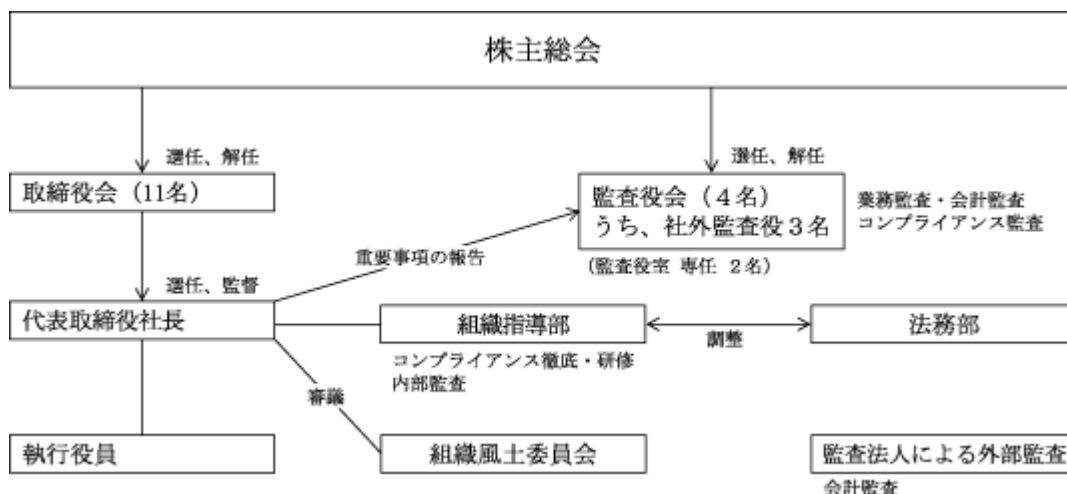 株主総会
選任、解任
選任、解任
取締役会（11名）
監査役会（４名）
うち、社外監査役３名
業務監査・会計監査
コンプライアンス監査
重要事項の報告
(監査役室 専任 ２名)
選任、監督
代表取締役社長
組織指導部
調整
法務部
コンプライアンス徹底・研修
内部監査
審議
執行役員
組織風土委員会
監査法人による外部監査
会計監査